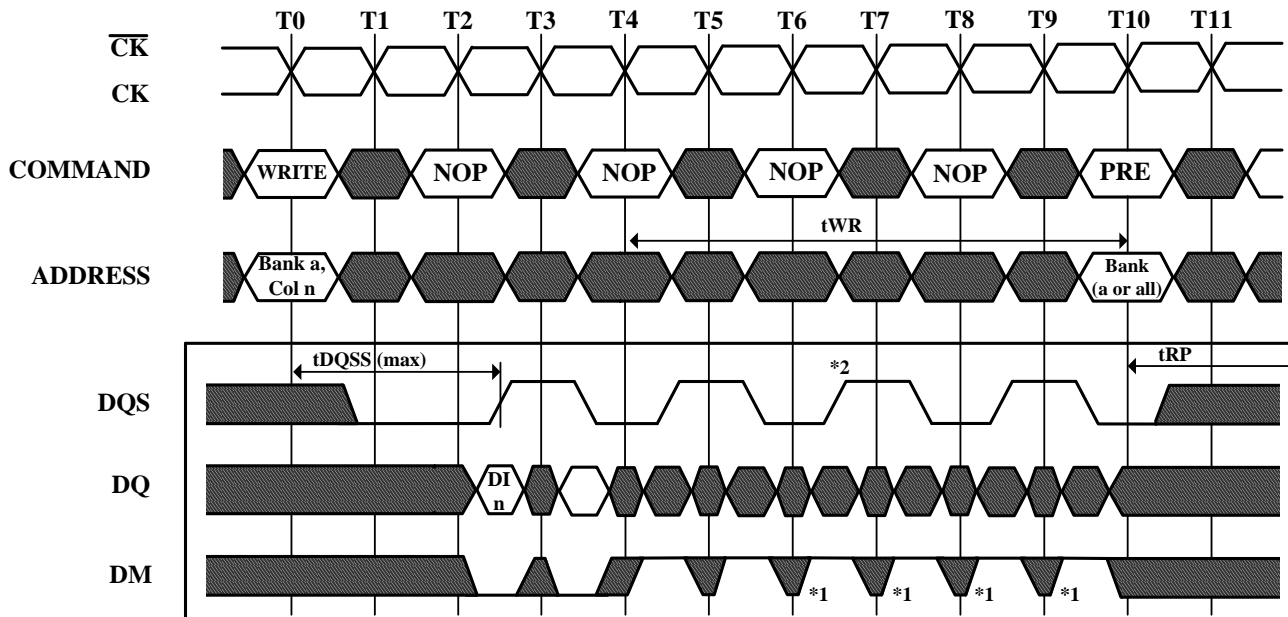 T0 T1 T2 T3 T4 T5 T6 T7 T8 T9 T10 T11
CK
CK
COMMAND WRITE NOP NOP NOP NOP PRE
tWR
ADDRESS Bank a, Col n Bank (a or all)
tDQSS (max) *2 tRP
DQS
DQ DI n
DM *1 *1 *1 *1